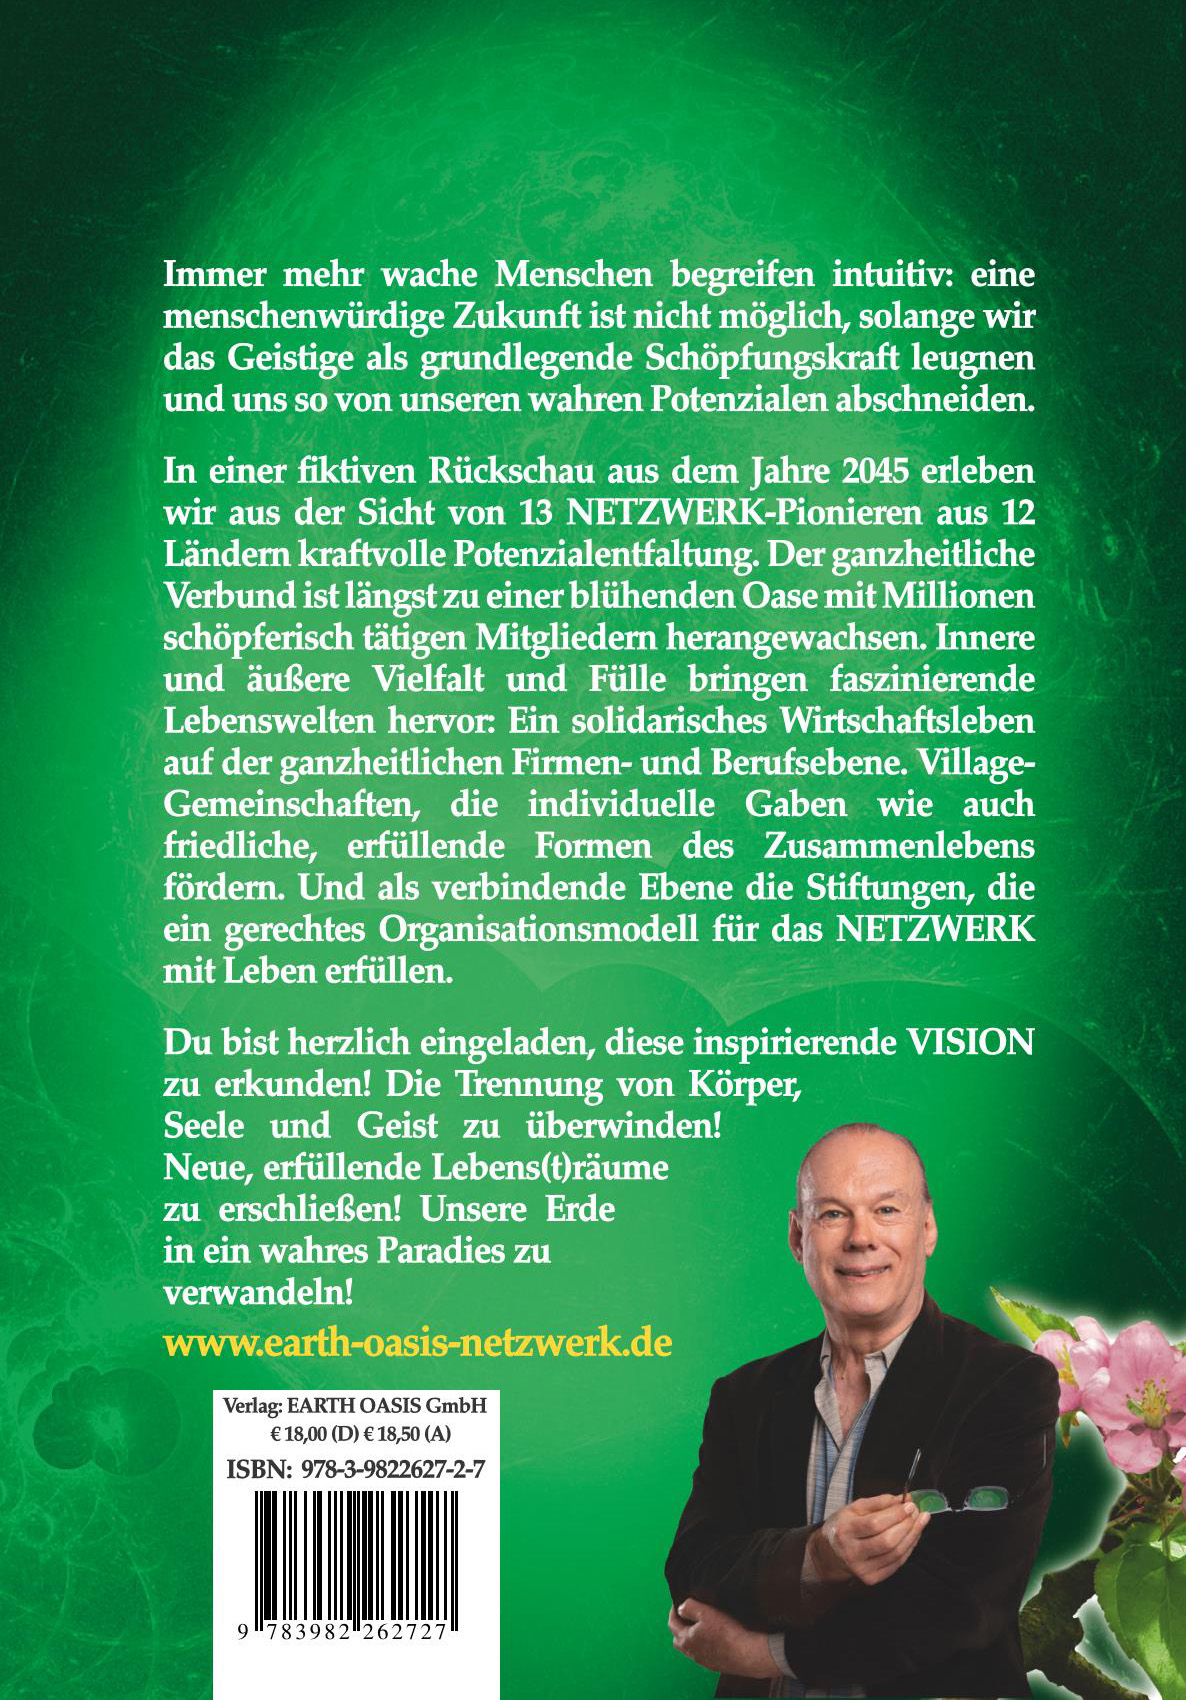 Immer mehr wache Menschen begreifen intuitiv: eine
menschenwürdige Zukunft ist nicht möglich, solange wir
das Geistige als grundlegende Schöpfungskraft leugnen
und uns so von unseren wahren Potenzialen abschneiden.
In einer fiktiven Rückschau aus dem Jahre 2045 erleben
wir aus der Sicht von 13 NETZWERK-Pionieren aus 12
Ländern kraftvolle Potenzialentfaltung. Der ganzheitliche
Verbund ist längst zu einer blühenden Oase mit Millionen
schöpferisch tätigen Mitgliedern herangewachsen. Innere
und äußere Vielfalt und Fülle bringen faszinierende
Lebenswelten hervor: Ein solidarisches Wirtschaftsleben
auf der ganzheitlichen Firmen- und Berufsebene. Village-
Gemeinschaften, die individuelle Gaben wie auch
friedliche, erfüllende Formen des Zusammenlebens
fördern. Und als verbindende Ebene die Stiftungen, die
ein gerechtes Organisationsmodell für das NETZWERK
mit Leben erfüllen.
Du bist herzlich eingeladen, diese inspirierende VISION
zu erkunden! Die Trennung von Körper,
Seele und Geist zu überwinden!
Neue, erfüllende Lebens(t)räume
zu erschließen! Unsere Erde
in ein wahres Paradies zu
verwandeln!
www.earth-oasis-netzwerk.de
Verlag: EARTH OASIS GmbH
€ 18,00 (D) € 18,50 (A)
ISBN: 978-3-9822627-2-7
9 783982 262727